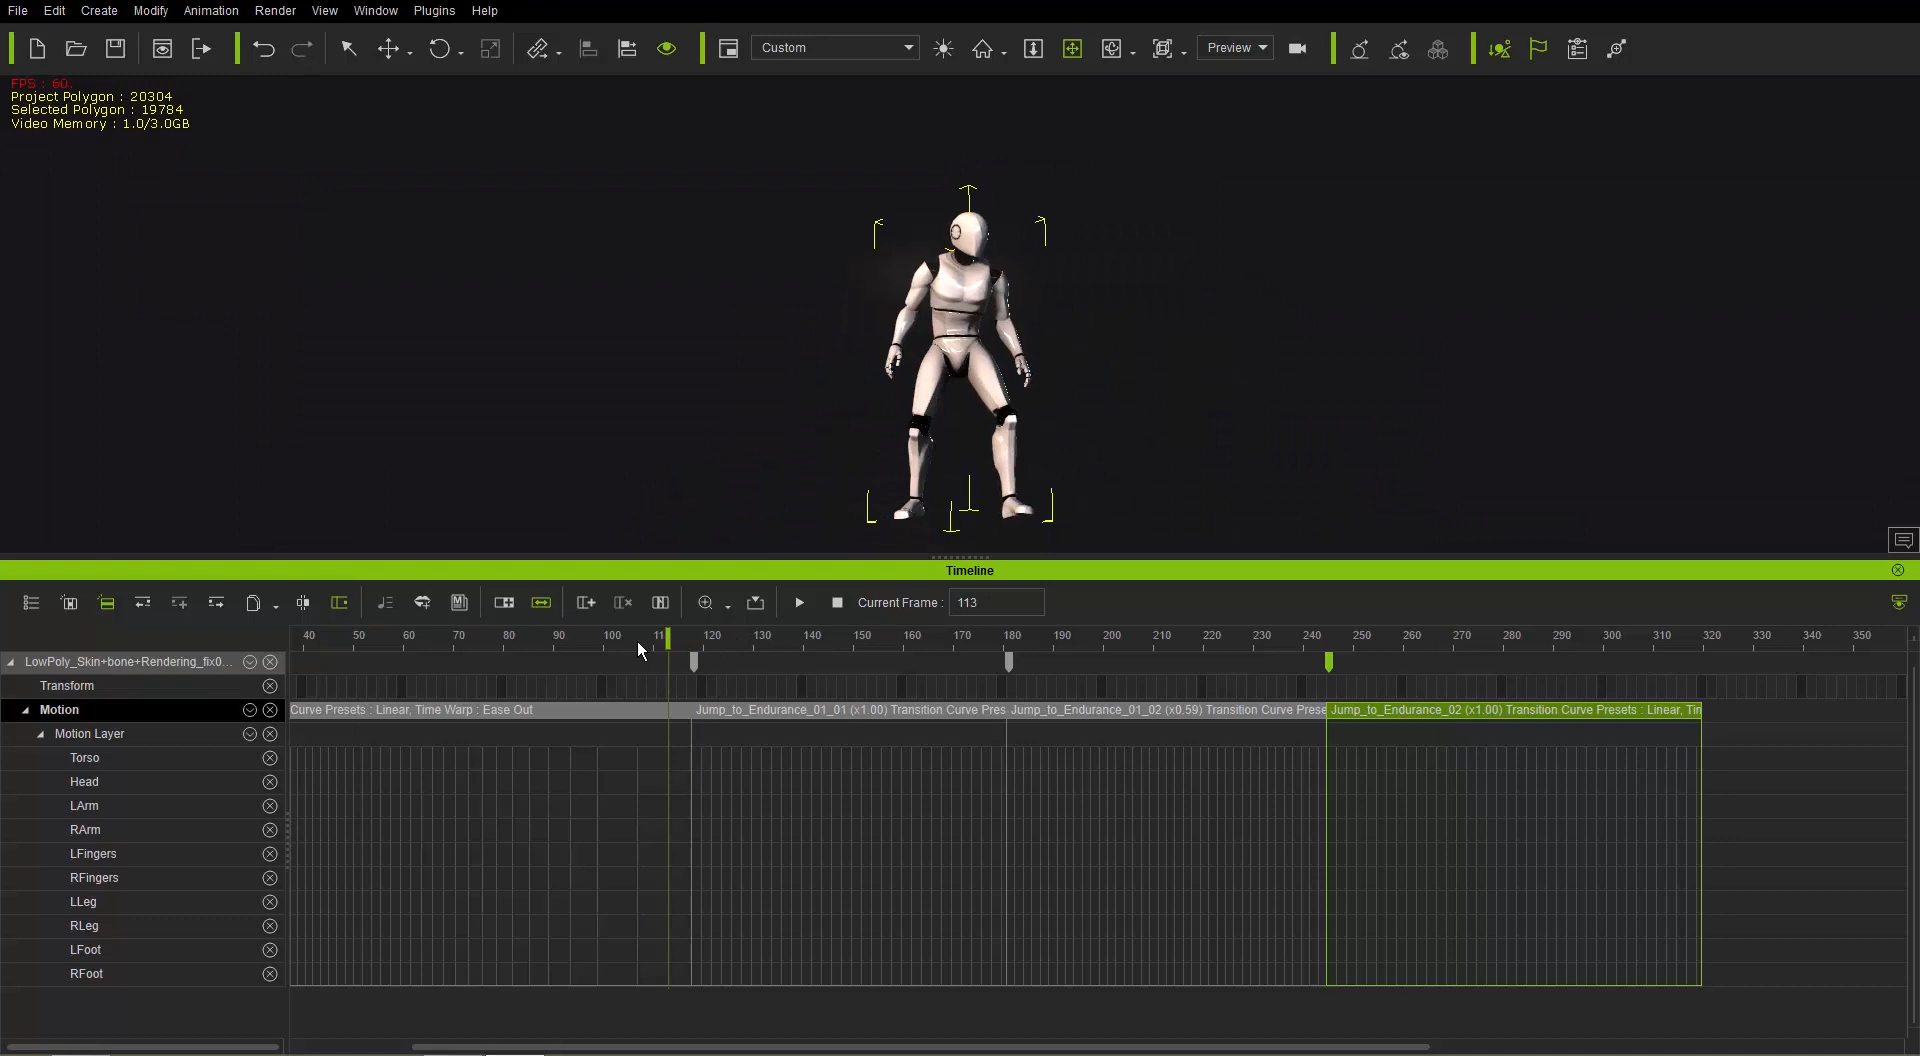 File Edit Create Modify Animation Render View Window Plugins Help
Custom
Preview
FPS : 60.
Project Polygon : 20304
Selected Polygon : 19784
Video Memory : 1.0/3.0GB
Timeline
Current Frame : 113
40 50 60 70 80 90 100 11 120 130 140 150 160 170 180 190 200 210 220 230 240 250 260 270 280 290 300 310 320 330 340 350
LowPoly_Skin+bone+Rendering_fix0...
Transform
Motion
Curve Presets : Linear, Time Warp : Ease Out
Jump_to_Endurance_01_01 (x1.00) Transition Curve Pres
Jump_to_Endurance_01_02 (x0.59) Transition Curve Prese
Jump_to_Endurance_02 (x1.00) Transition Curve Presets : Linear, Tin
Motion Layer
Torso
Head
LArm
RArm
LFingers
RFingers
LLeg
RLeg
LFoot
RFoot